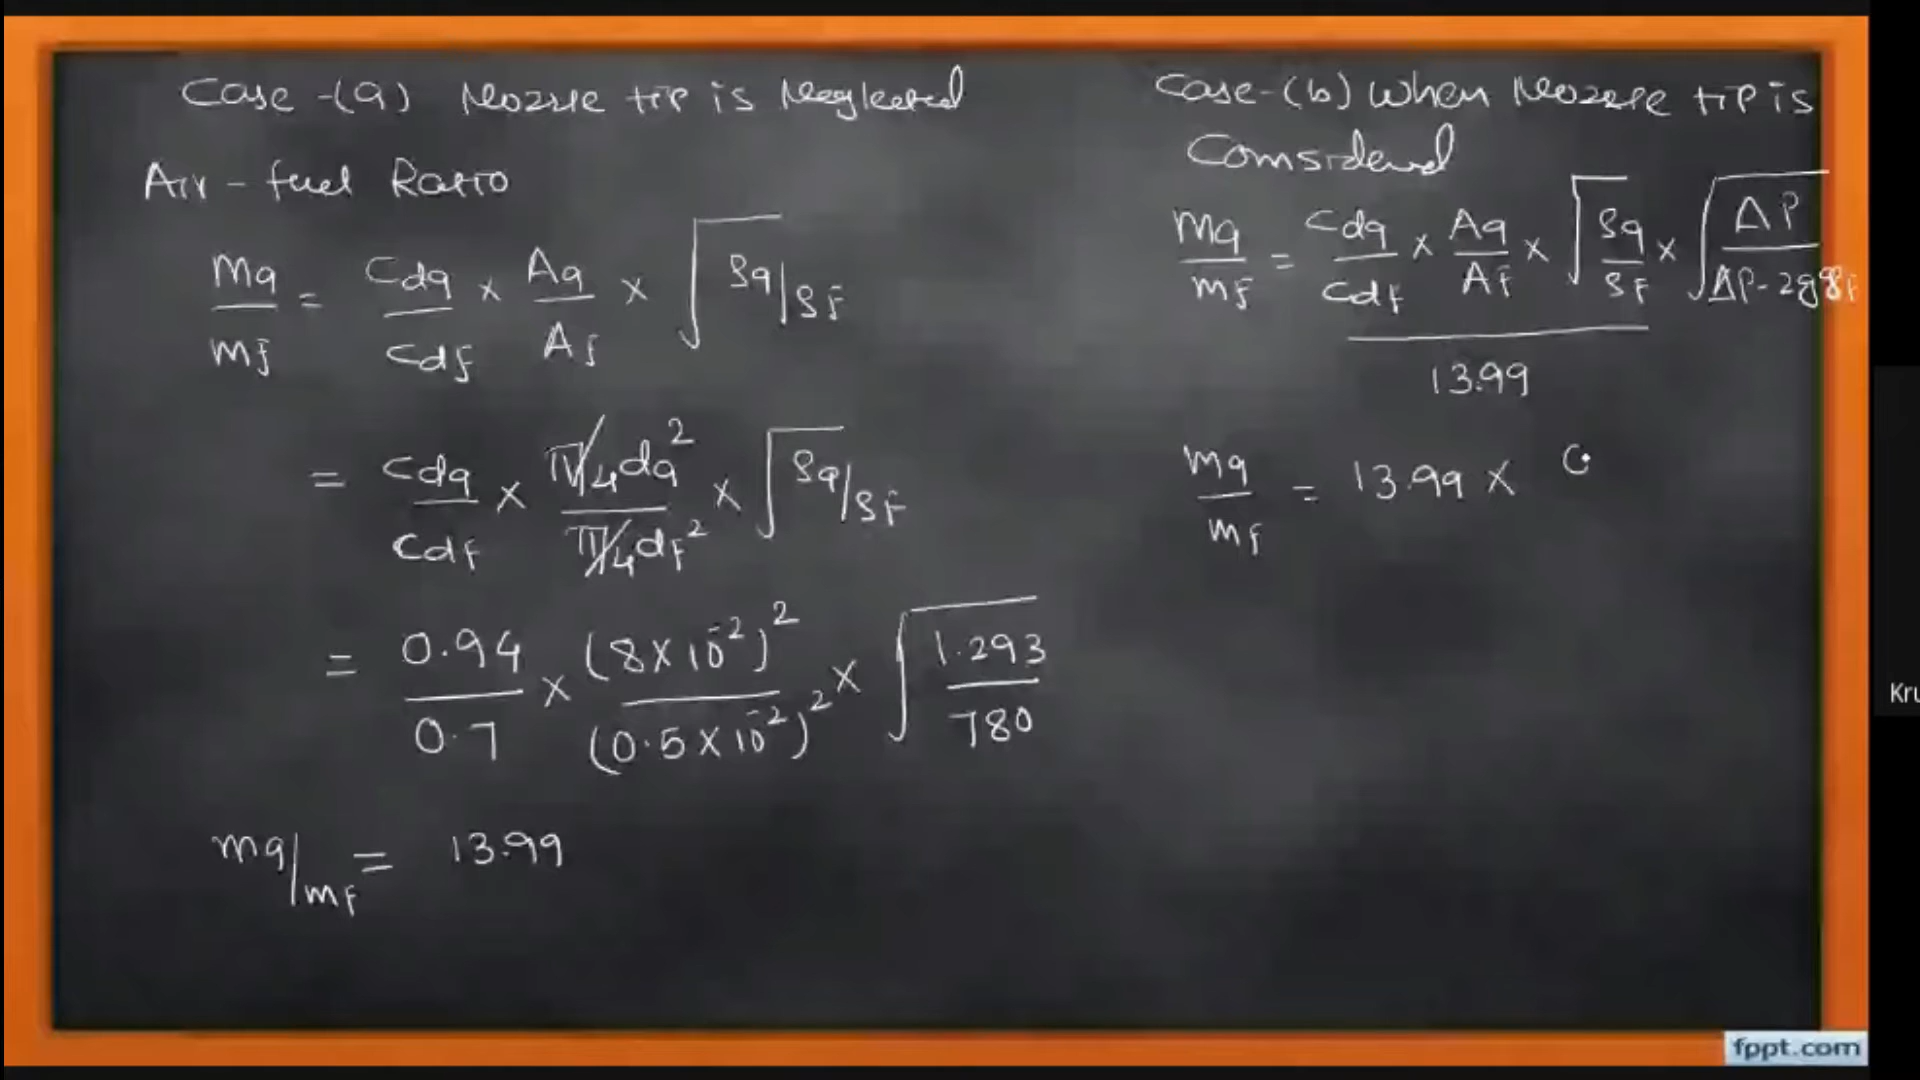 Case-(a) Nozzle tip is Neglected
Air-fuel Ratio
ma/mf = Cda/Cdf × Aa/Af × √ρa/ρf
= Cda/Cdf × π/4 da²/π/4 df² × √ρa/ρf
= 0.94/0.7 × (8×10⁻²)²/(0.5×10⁻²)² × √1.293/780
ma/mf = 13.99
Case-(b) When Nozzle tip is
Considered
ma/mf = Cda/Cdf × Aa/Af × √ρa/ρf × √ΔP/ΔP-2gρf
13.99
ma/mf = 13.99 ×
Kru
fppt.com